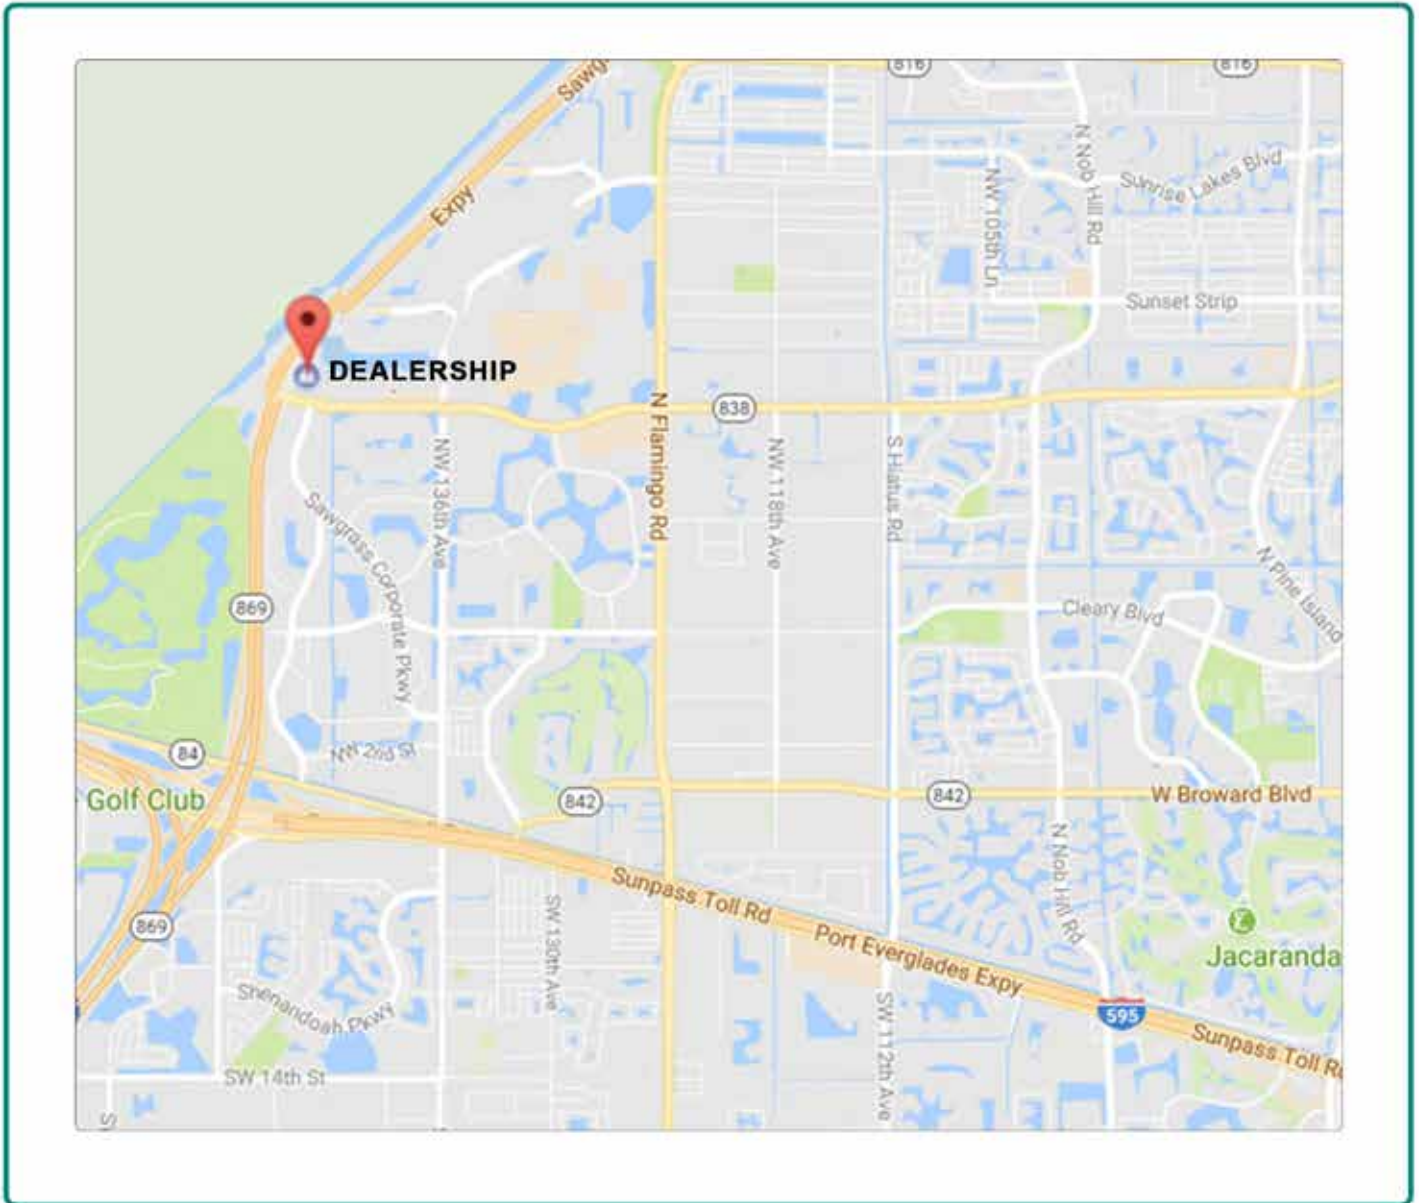 Sawg
816
816
N Nob Hill Rd
Sunrise Lakes Blvd
NW 105th Ln
Expy
Sunset Strip
DEALERSHIP
838
N Flamingo Rd
NW 136th Ave
NW 118th Ave
S Hiatus Rd
Sawgrass Corporate Pkwy
N Pine Island
869
Cleary Blvd
84
NW 2nd St
Golf Club
842
842
W Broward Blvd
N Nob Hill Rd
Sunpass Toll Rd
869
SW 130th Ave
Port Everglades Expy
Jacaranda
Shenandoah Pkwy
595
SW 112th Ave
Sunpass Toll R
SW 14th St
S